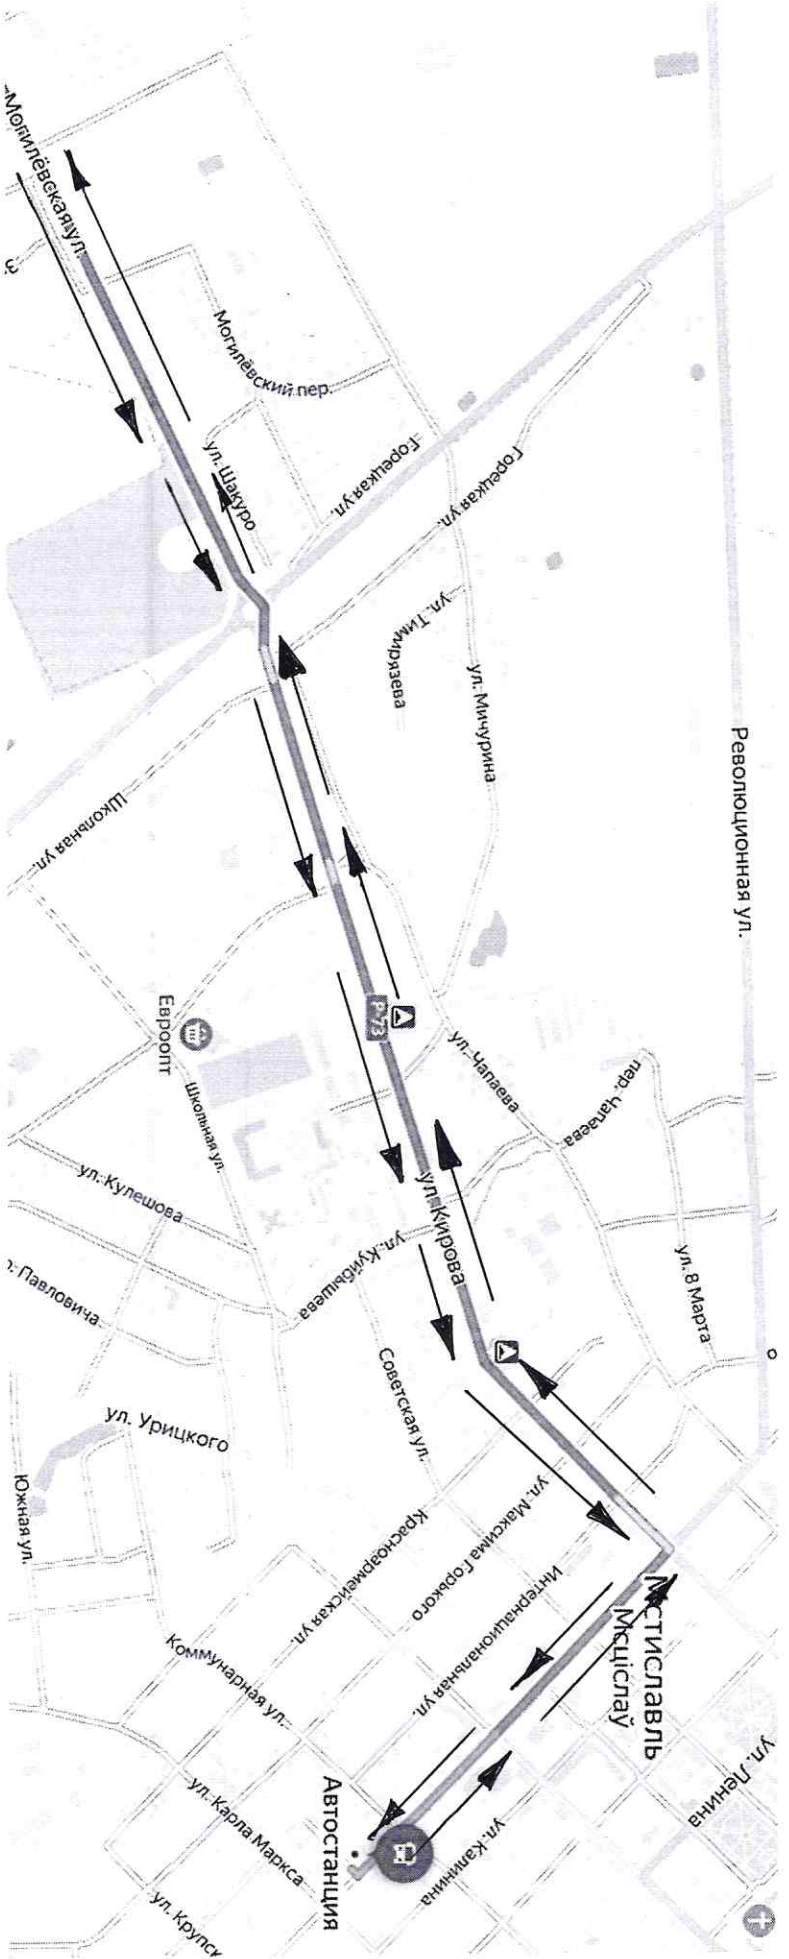 Могилёвская ул.
Могилёвский пер.
ул. Шакуро
Горецкая ул.
Горецкая ул.
ул. Тимирязева
ул. Мичурина
Революционная ул.
Школьная ул.
Евроопт
Школьная ул.
Р-73
ул. Чапаева
пер. Чапаева
ул. Кулешова
ул. Кирова
ул. Куйбышева
ул. 8 Марта
Павловича
Советская ул.
ул. Урицкого
Южная ул.
Красноармейская ул.
ул. Максима Горького
Интернациональная ул.
Мстиславль
Мсціслаў
Коммунарная ул.
ул. Ленина
ул. Карла Маркса
Автостанция
ул. Калинина
ул. Крупск